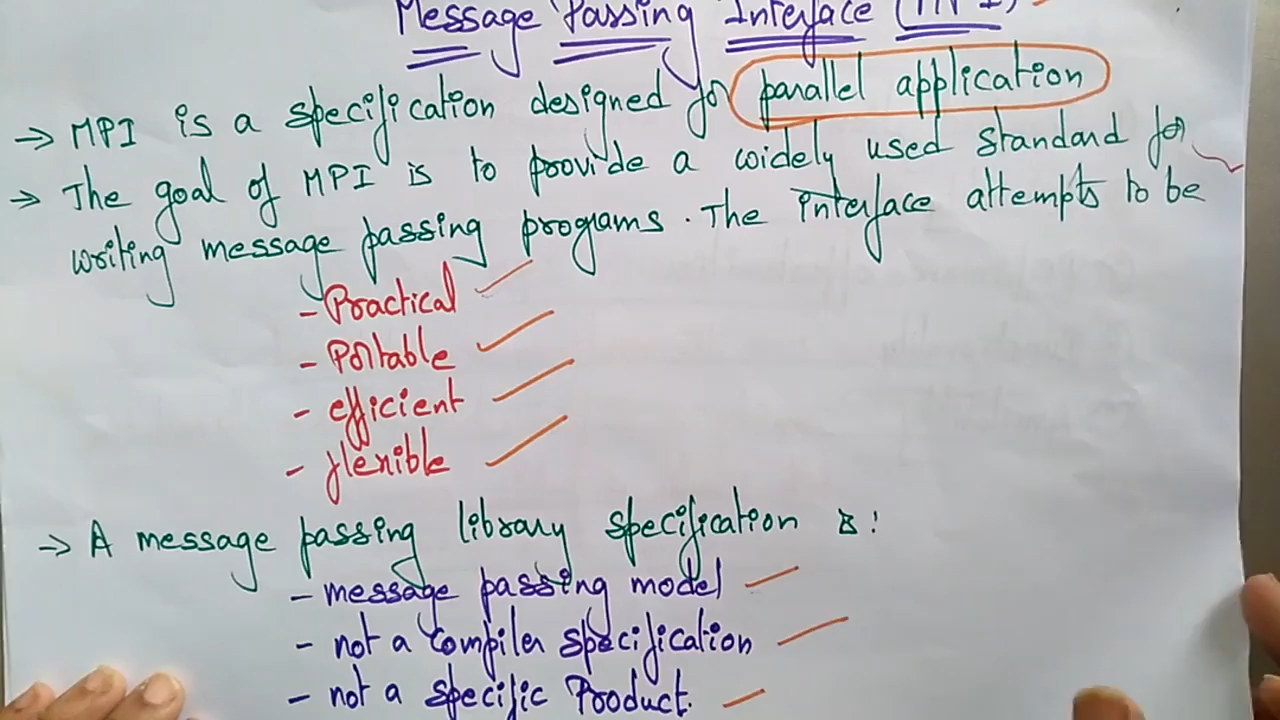 Message Passing Interface (MPI)
→ MPI is a specification designed for parallel application
→ The goal of MPI is to provide a widely used standard for
writing message passing programs. The interface attempts to be
- Practical
- Portable
- efficient
- flexible
→ A message passing library specification is:
- message passing model
- not a compiler specification
- not a specific Product.